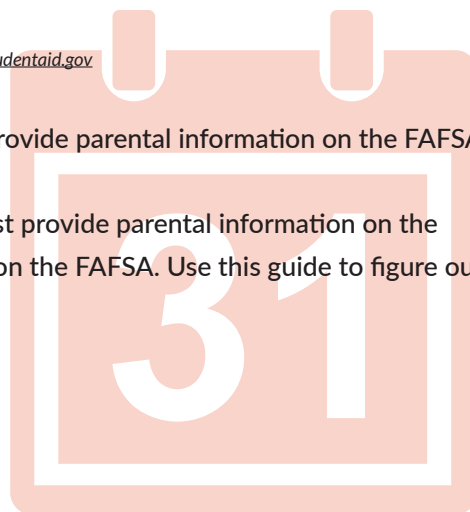 udentaid.gov
rovide parental information on the FAFSA
st provide parental information on the
on the FAFSA. Use this guide to figure ou
31